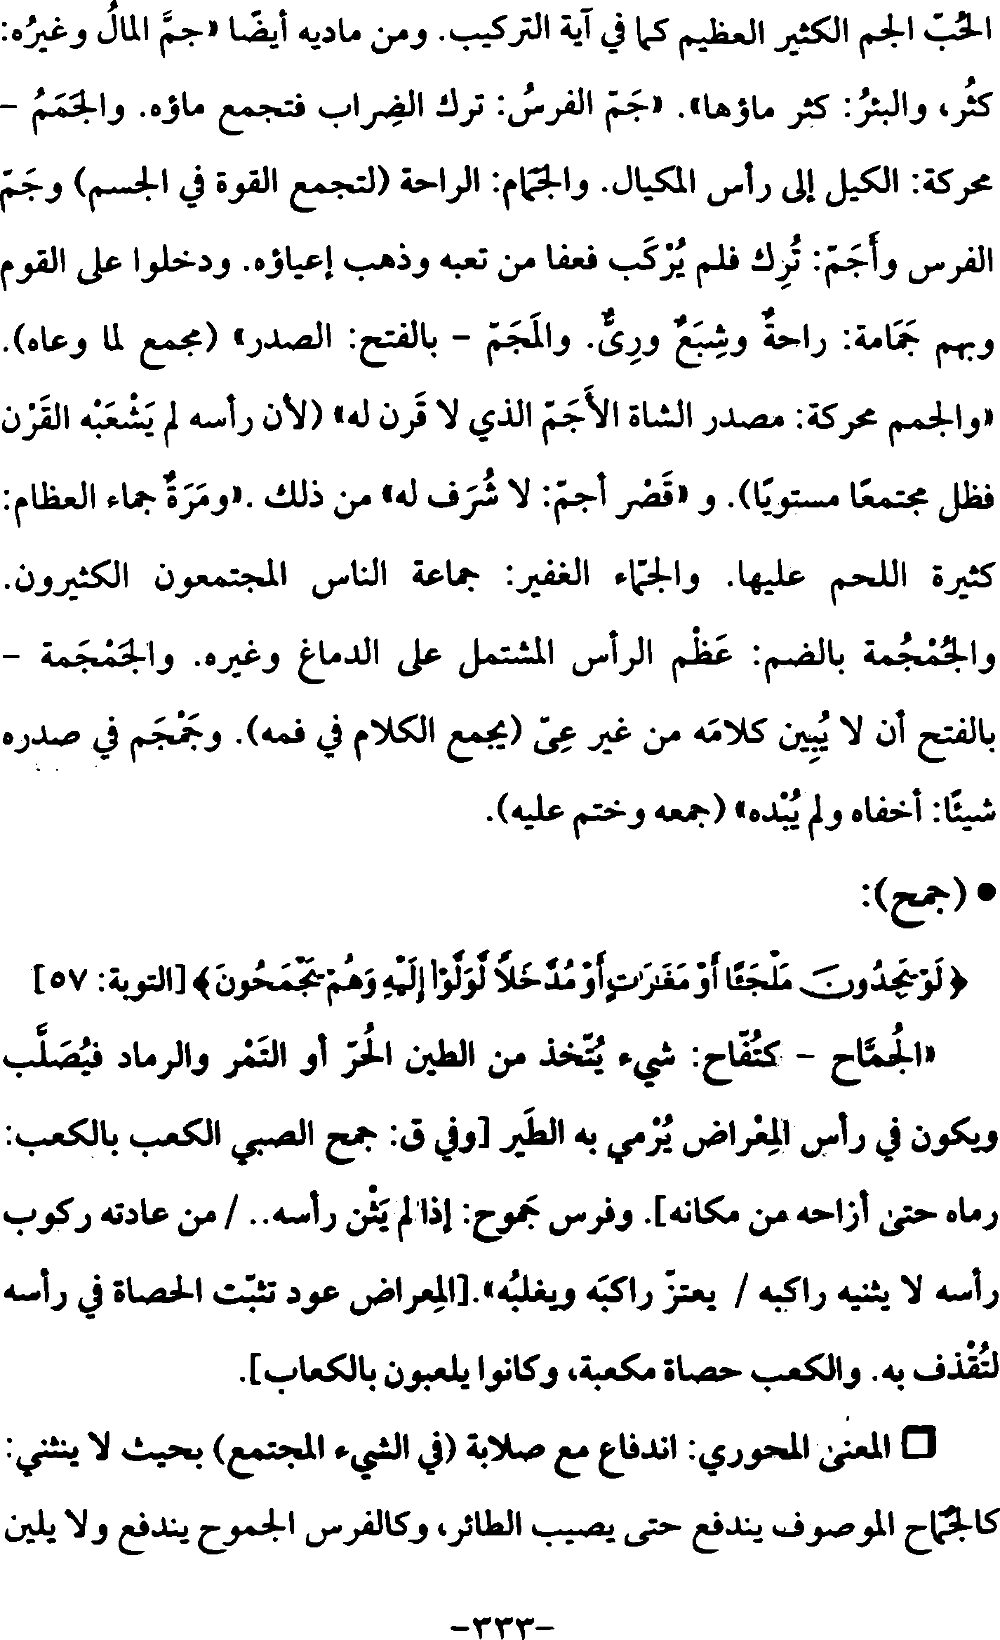 الحُبّ الجم الكثير العظيم كما في آية التركيب. ومن ماديه أيضًا «جمَّ المالُ وغيرُه:
كثُر، والبئرُ: كثر ماؤها». «جَمّ الفرسُ: ترك الضِراب فتجمع ماؤه. والجَمَمُ –
محركة: الكيل إلى رأس المكيال. والجَمَام: الراحة (لتجمع القوة في الجسم) وجَمّ
الفرس وأَجَمّ: تُرِك فلم يُرْكَب فعفا من تعبه وذهب إعياؤه. ودخلوا على القوم
وبهم جَمَامة: راحةٌ وشِبَعٌ ورِىٌّ. والمَجَمّ – بالفتح: الصدر» (مجمع لما وعاه).
«والجمم محركة: مصدر الشاة الأَجَمّ الذي لا قَرن له» (لأن رأسه لم يَشْعَبْه القَرْن
فظل مجتمعًا مستويًا). و «قَصْر أجمّ: لا شُرَف له» من ذلك .«ومَرَةٌ جماء العظام:
كثيرة اللحم عليها. والجمّاء الغفير: جماعة الناس المجتمعون الكثيرون.
والجُمْجُمة بالضم: عَظْم الرأس المشتمل على الدماغ وغيره. والجَمْجَمة –
بالفتح أن لا يُبِين كلامَه من غير عِىّ (يجمع الكلام في فمه). وجَمْجَم في صدره
شيئًا: أخفاه ولم يُبْده» (جمعه وختم عليه).
• (جمح):
﴿لَوْ يَجِدُونَ مَلْجَئًا أَوْ مَغَٰرَٰتٍ أَوْ مُدَّخَلًا لَّوَلَّوْا۟ إِلَيْهِ وَهُمْ يَجْمَحُونَ﴾ [التوبة: ٥٧]
«الجُمَّاح – كتُفّاح: شيء يُتّخذ من الطين الحُرّ أو التَمْر والرماد فيُصَلَّب
ويكون في رأس المِعْراض يُرْمي به الطَير [وفي ق: جمح الصبي الكعب بالكعب:
رماه حتى أزاحه من مكانه]. وفرس جَموح: إذا لم يَثْن رأسه.. / من عادته ركوب
رأسه لا يثنيه راكبه / يعتزّ راكبَه ويغلبُه».[المِعراض عود تثبّت الحصاة في رأسه
لتُقْذف به. والكعب حصاة مكعبة، وكانوا يلعبون بالكعاب].
❒ المعنى المحوري: اندفاع مع صلابة (في الشيء المجتمع) بحيث لا ينثني:
كالجُمّاح الموصوف يندفع حتى يصيب الطائر، وكالفرس الجموح يندفع ولا يلين
-٣٣٣-